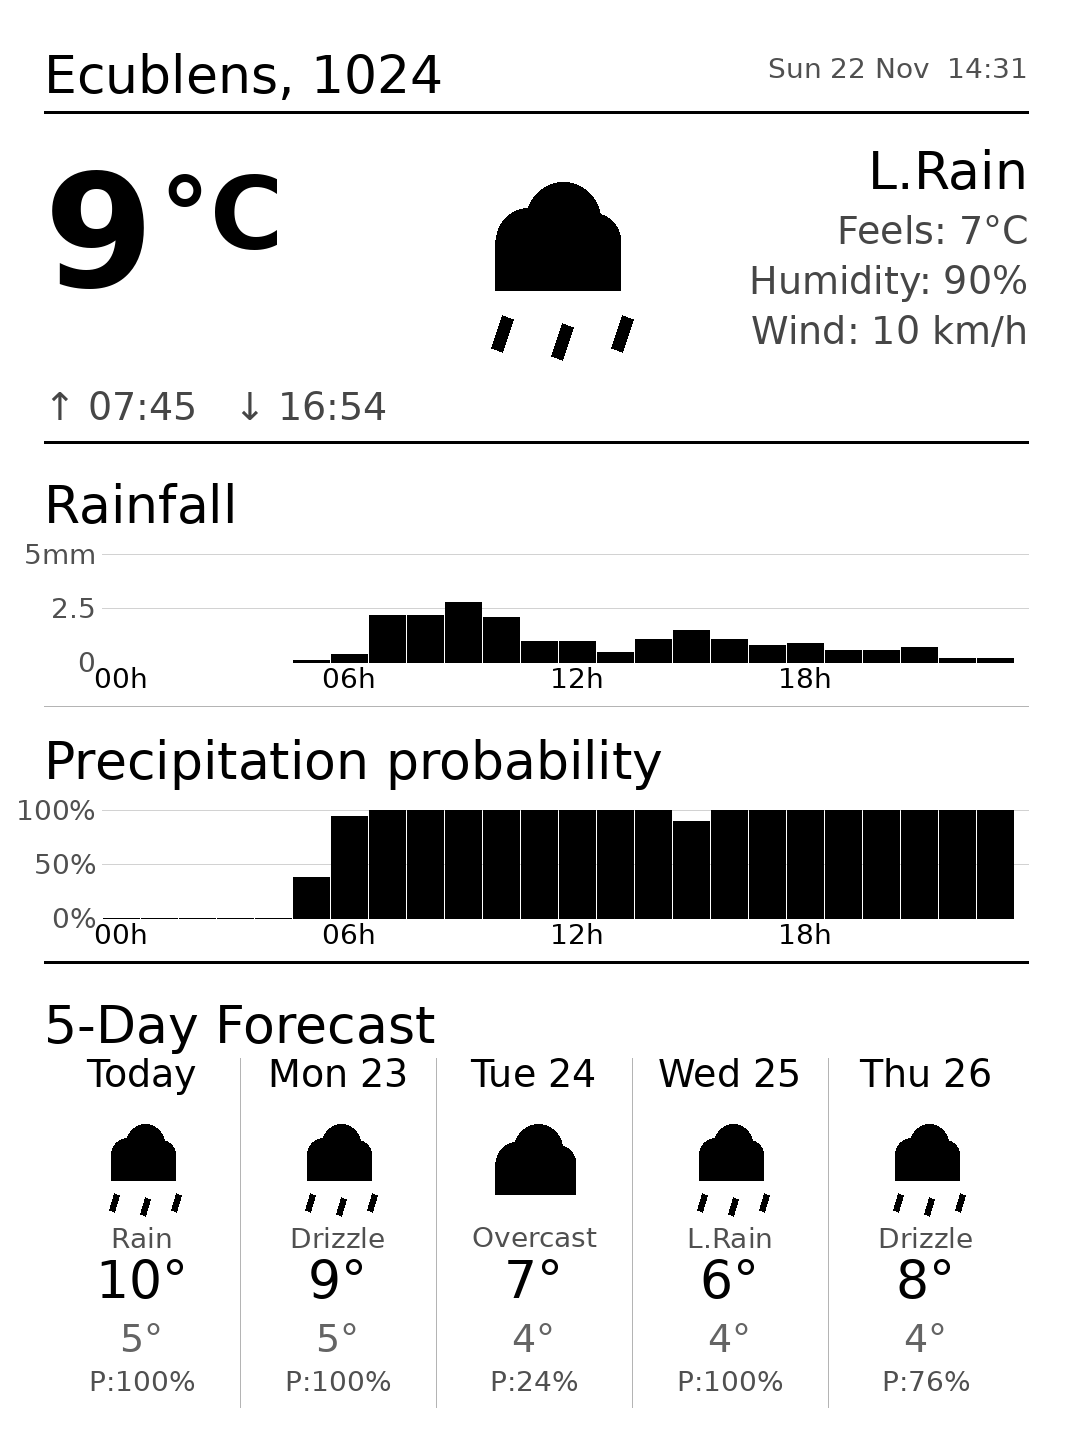 Ecublens, 1024
Sun 22 Nov  14:31
9°C
L.Rain
Feels: 7°C
Humidity: 90%
Wind: 10 km/h
↑ 07:45   ↓ 16:54
Rainfall
5mm
2.5
0
00h 06h 12h 18h
Precipitation probability
100%
50%
0%
00h 06h 12h 18h
5-Day Forecast
Today Mon 23 Tue 24 Wed 25 Thu 26
Rain Drizzle Overcast L.Rain Drizzle
10° 9° 7° 6° 8°
5° 5° 4° 4° 4°
P:100% P:100% P:24% P:100% P:76%